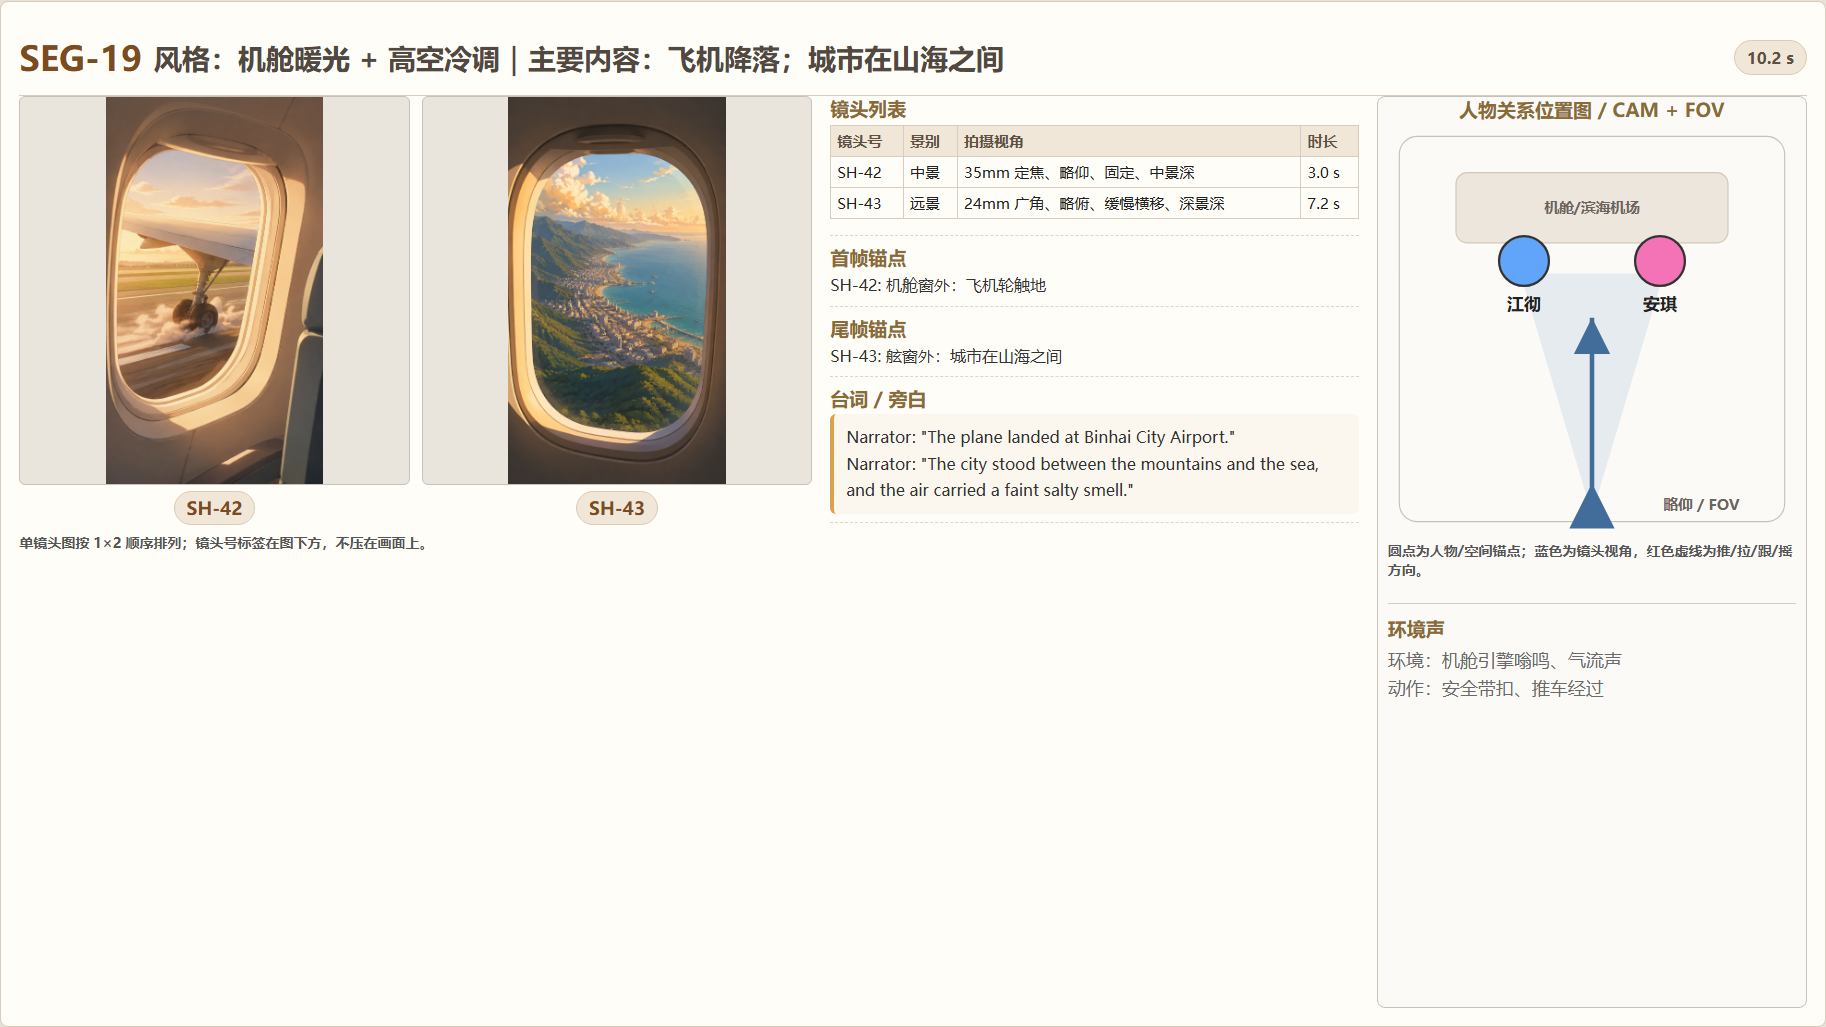 SEG-19 风格：机舱暖光 + 高空冷调 | 主要内容：飞机降落；城市在山海之间
10.2 s
SH-42
SH-43
单镜头图按 1×2 顺序排列；镜头号标签在图下方，不压在画面上。
镜头列表
镜头号 景别 拍摄视角 时长
SH-42 中景 35mm 定焦、略仰、固定、中景深 3.0 s
SH-43 远景 24mm 广角、略俯、缓慢横移、深景深 7.2 s
首帧锚点
SH-42: 机舱窗外：飞机轮触地
尾帧锚点
SH-43: 舷窗外：城市在山海之间
台词 / 旁白
Narrator: "The plane landed at Binhai City Airport."
Narrator: "The city stood between the mountains and the sea,
and the air carried a faint salty smell."
人物关系位置图 / CAM + FOV
机舱/滨海机场
江彻
安琪
略仰 / FOV
圆点为人物/空间锚点；蓝色为镜头视角，红色虚线为推/拉/跟/摇
方向。
环境声
环境：机舱引擎嗡鸣、气流声
动作：安全带扣、推车经过